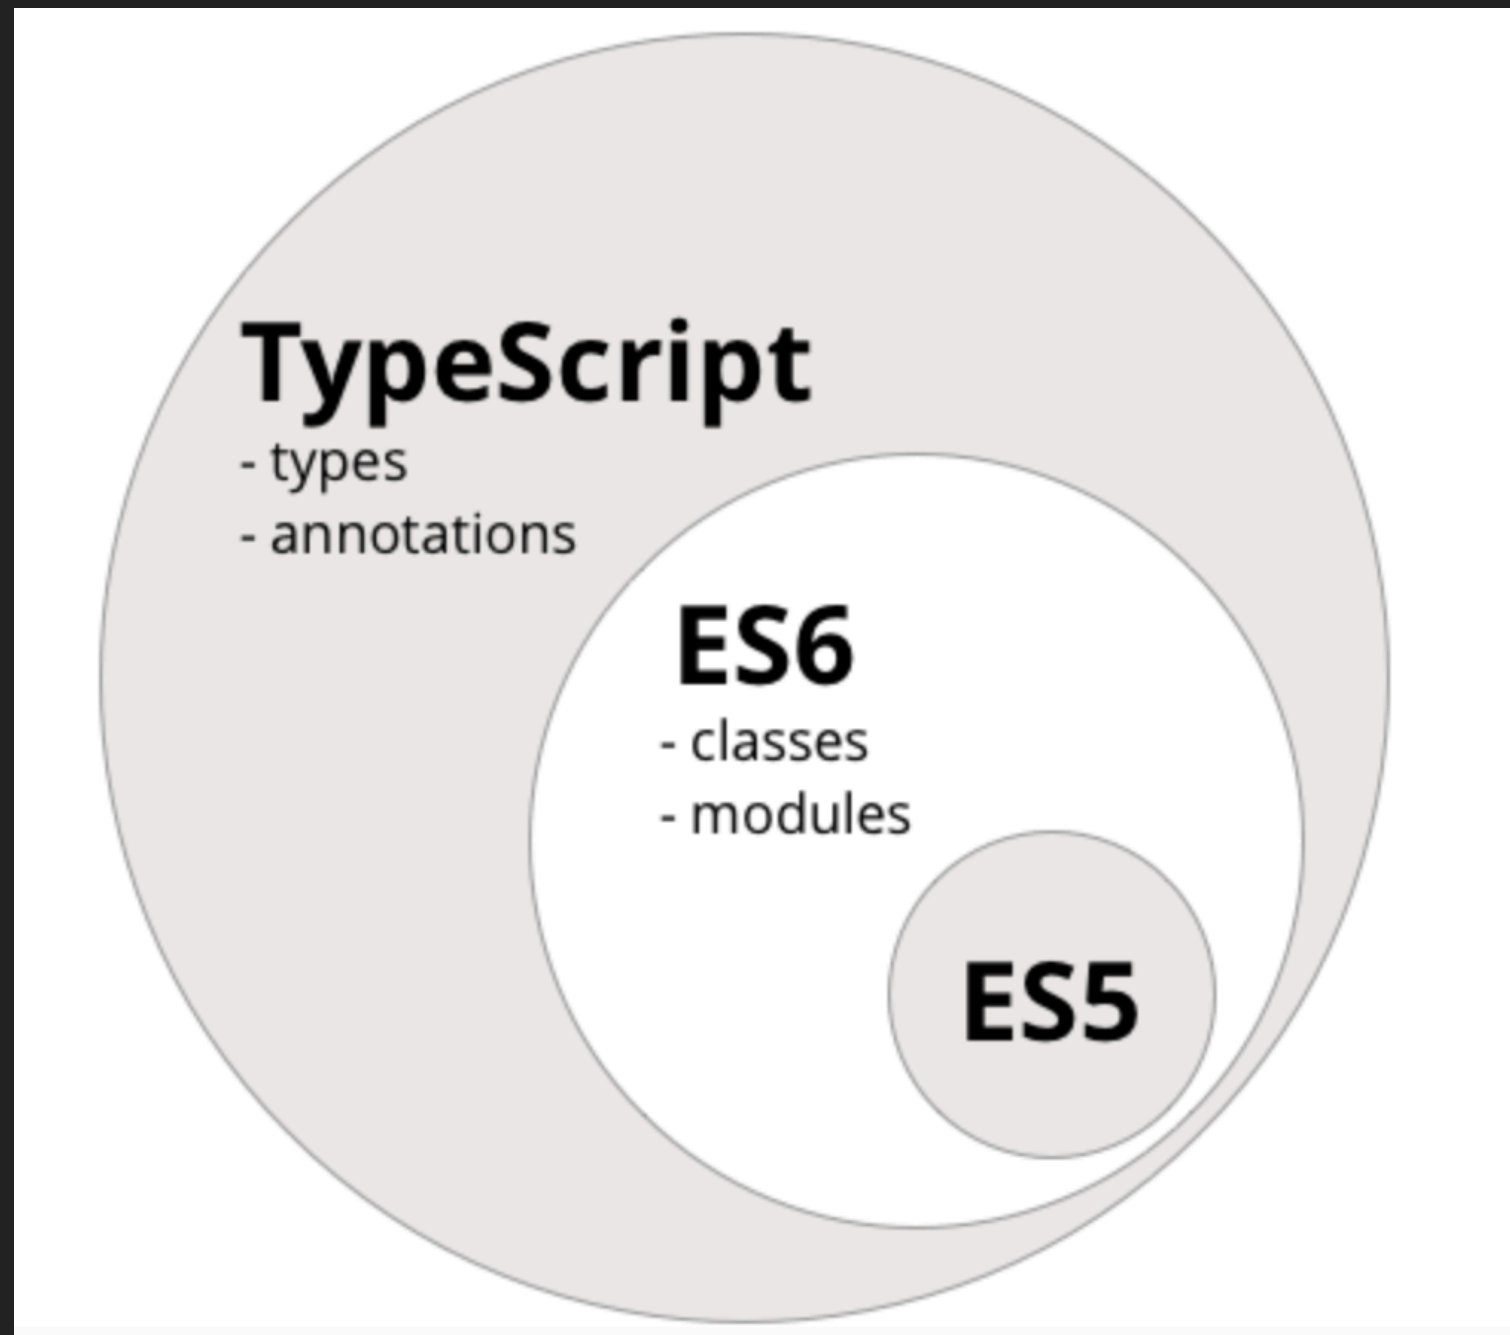 TypeScript
- types
- annotations
ES6
- classes
- modules
ES5